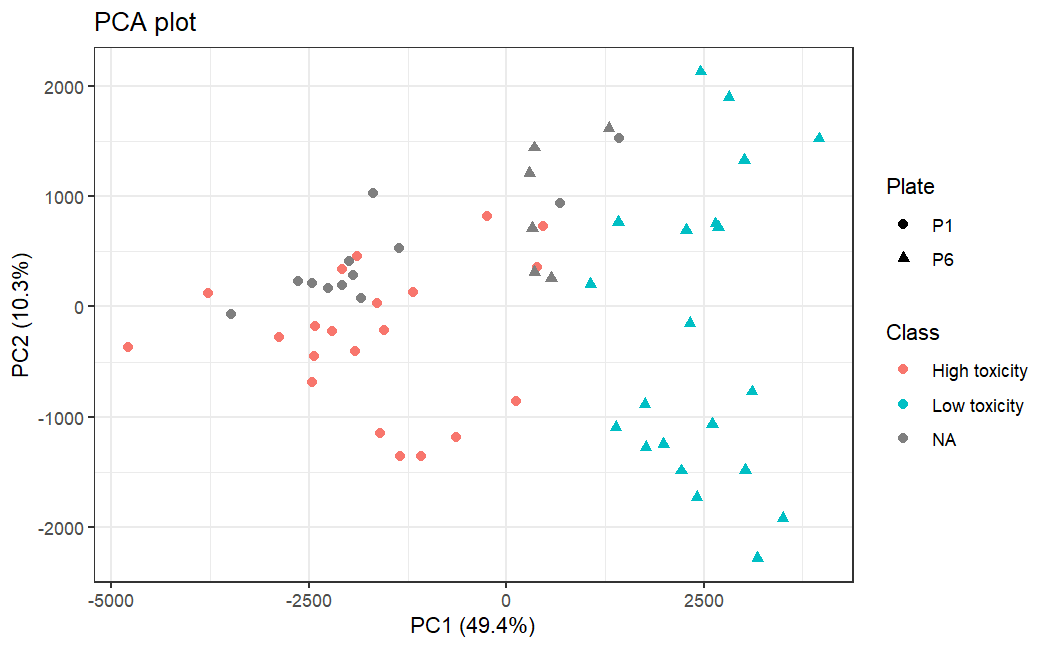 PCA plot
2000
1000
0
-1000
-2000
PC2 (10.3%)
-5000
-2500
0
2500
PC1 (49.4%)
Plate
P1
P6
Class
High toxicity
Low toxicity
NA